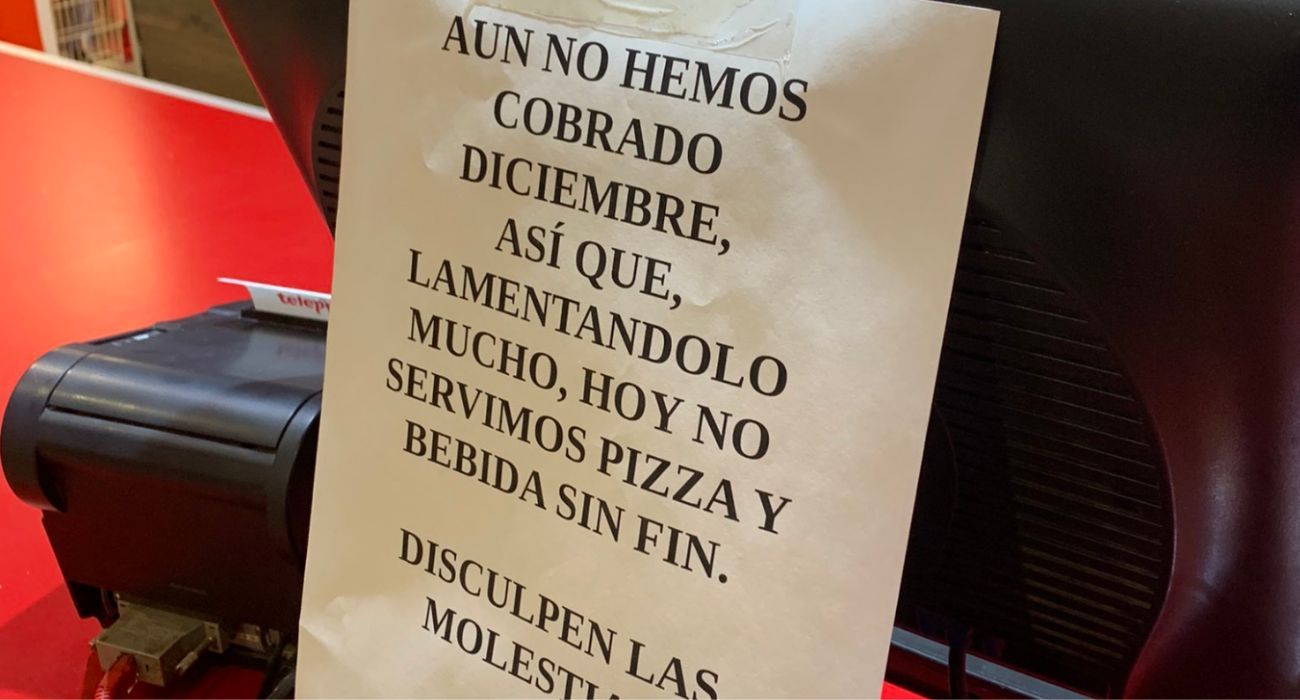 AUN NO HEMOS
COBRADO
DICIEMBRE,
ASÍ QUE,
LAMENTANDOLO
MUCHO, HOY NO
SERVIMOS PIZZA Y
BEBIDA SIN FIN.
DISCULPEN LAS